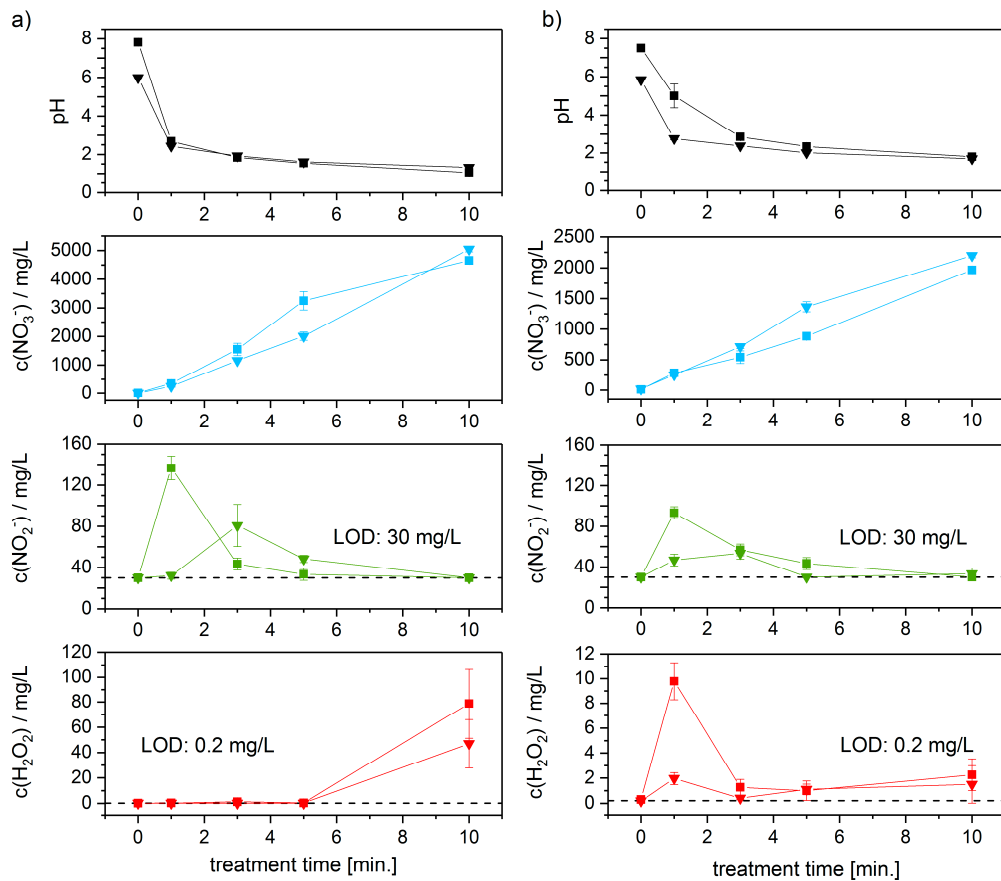 a)
8
6
4
2
0
pH
0 2 4 6 8 10
5000
4000
3000
2000
1000
0
c(NO₃⁻) / mg/L
0 2 4 6 8 10
160
120
80
40
0
c(NO₂⁻) / mg/L
LOD: 30 mg/L
0 2 4 6 8 10
120
100
80
60
40
20
0
c(H₂O₂) / mg/L
LOD: 0.2 mg/L
0 2 4 6 8 10
treatment time [min.]
b)
8
6
4
2
0
pH
0 2 4 6 8 10
2500
2000
1500
1000
500
0
c(NO₃⁻) / mg/L
0 2 4 6 8 10
160
120
80
40
0
c(NO₂⁻) / mg/L
LOD: 30 mg/L
0 2 4 6 8 10
12
10
8
6
4
2
0
c(H₂O₂) / mg/L
LOD: 0.2 mg/L
0 2 4 6 8 10
treatment time [min.]